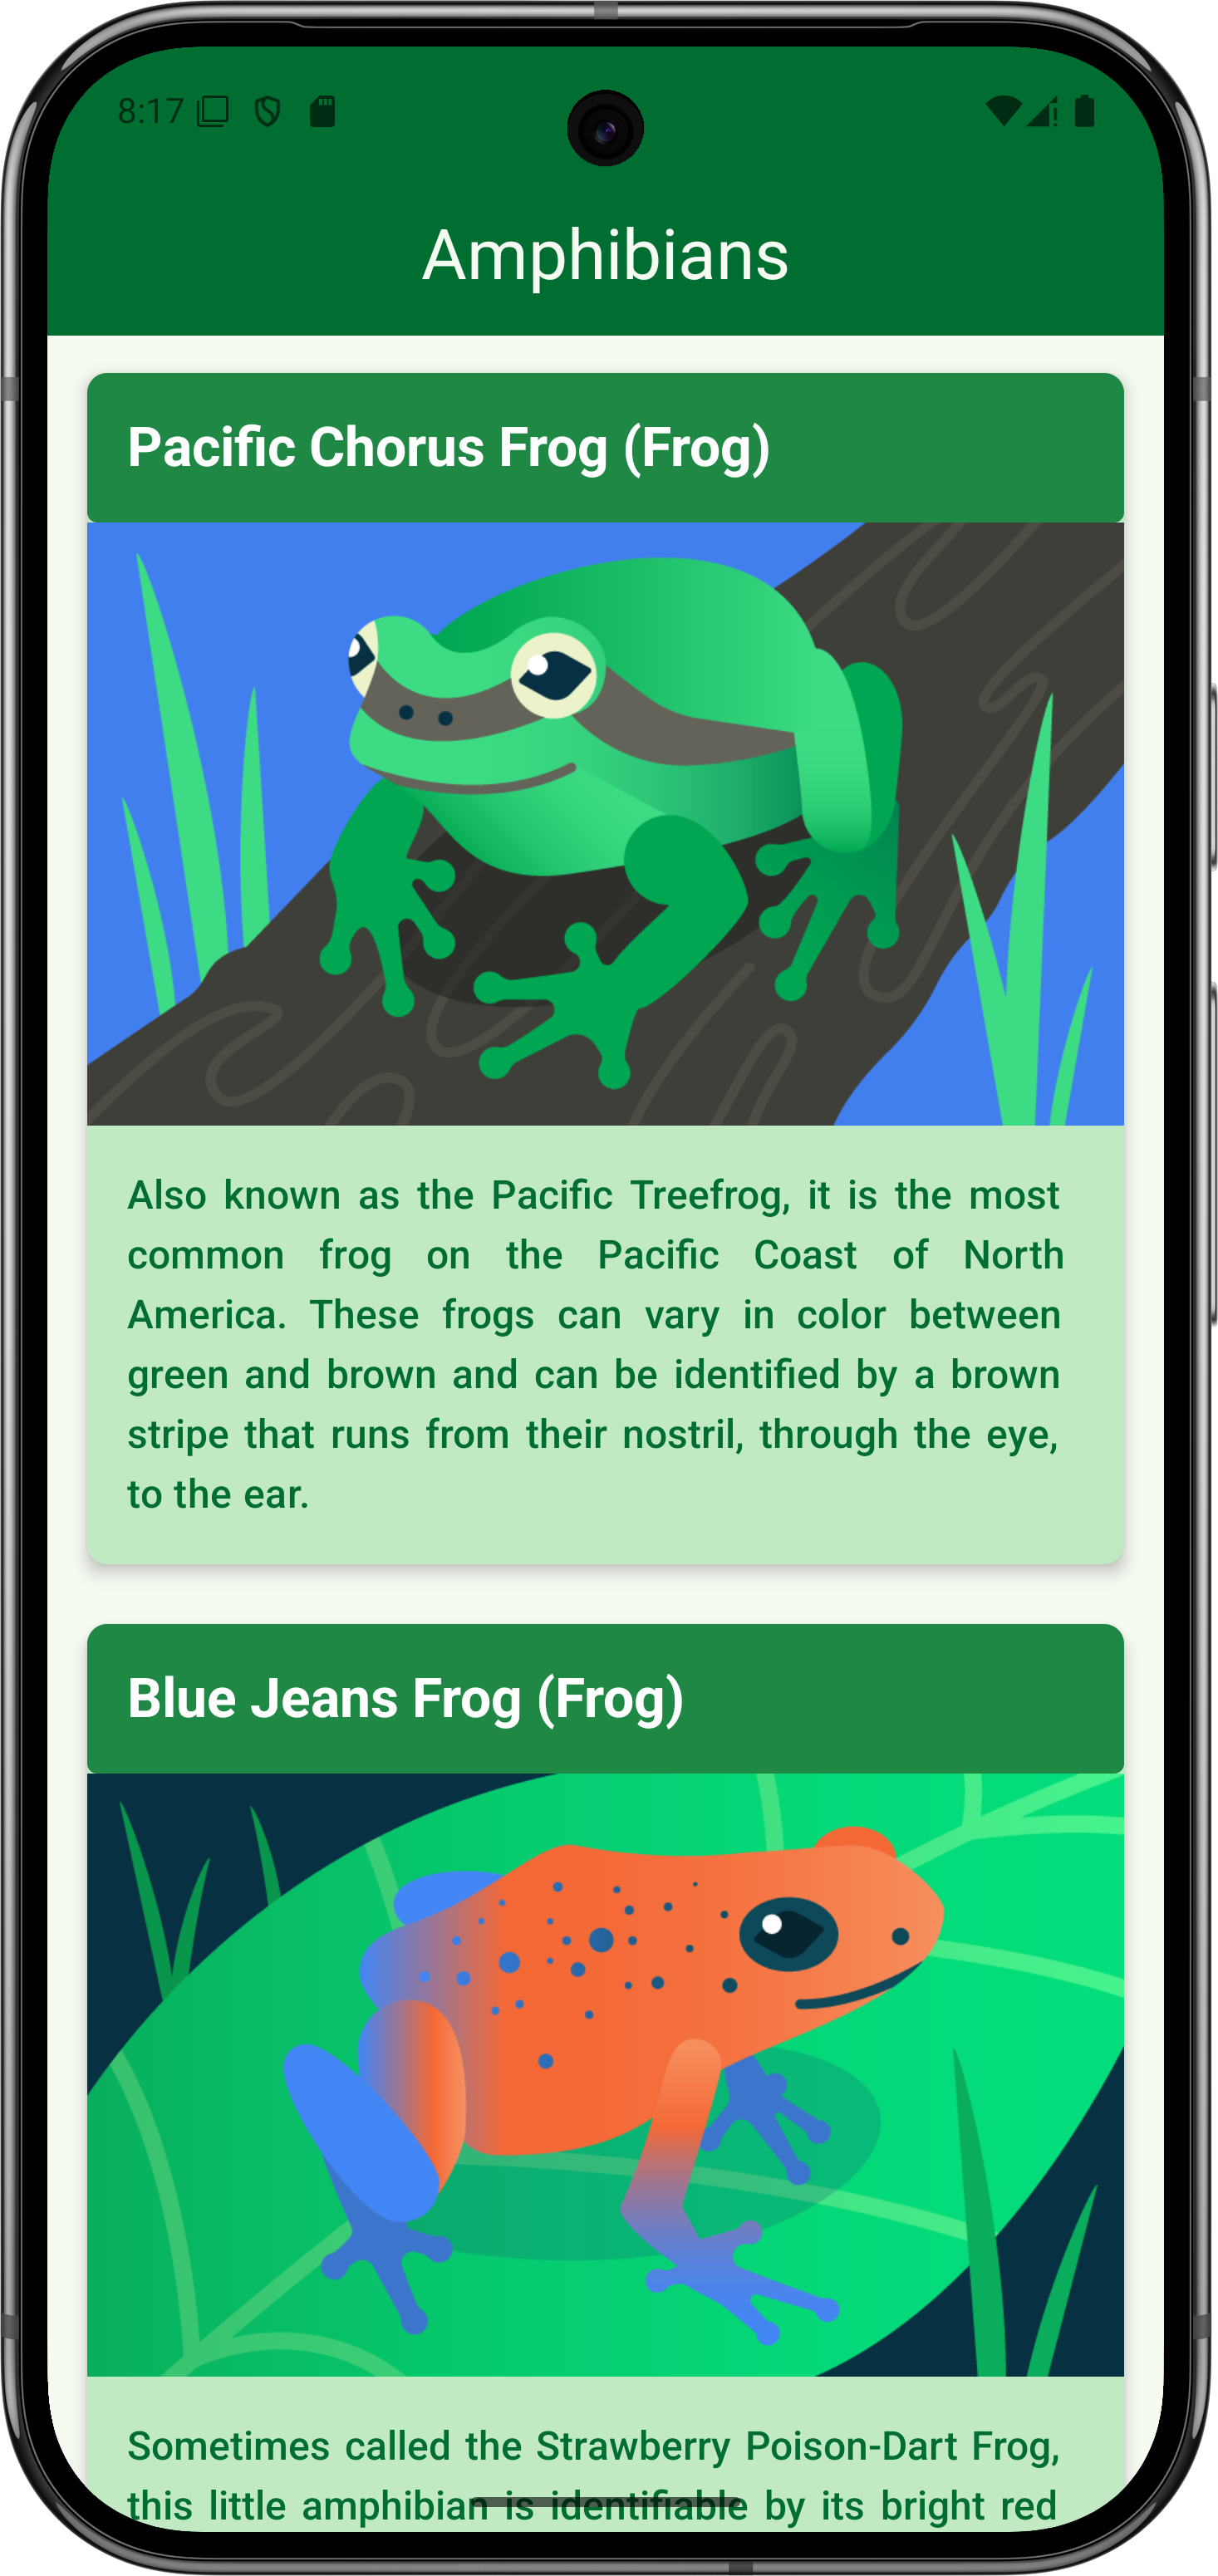 8:17
Amphibians
Pacific Chorus Frog (Frog)
Also known as the Pacific Treefrog, it is the most
common frog on the Pacific Coast of North
America. These frogs can vary in color between
green and brown and can be identified by a brown
stripe that runs from their nostril, through the eye,
to the ear.
Blue Jeans Frog (Frog)
Sometimes called the Strawberry Poison-Dart Frog,
this little amphibian is identifiable by its bright red